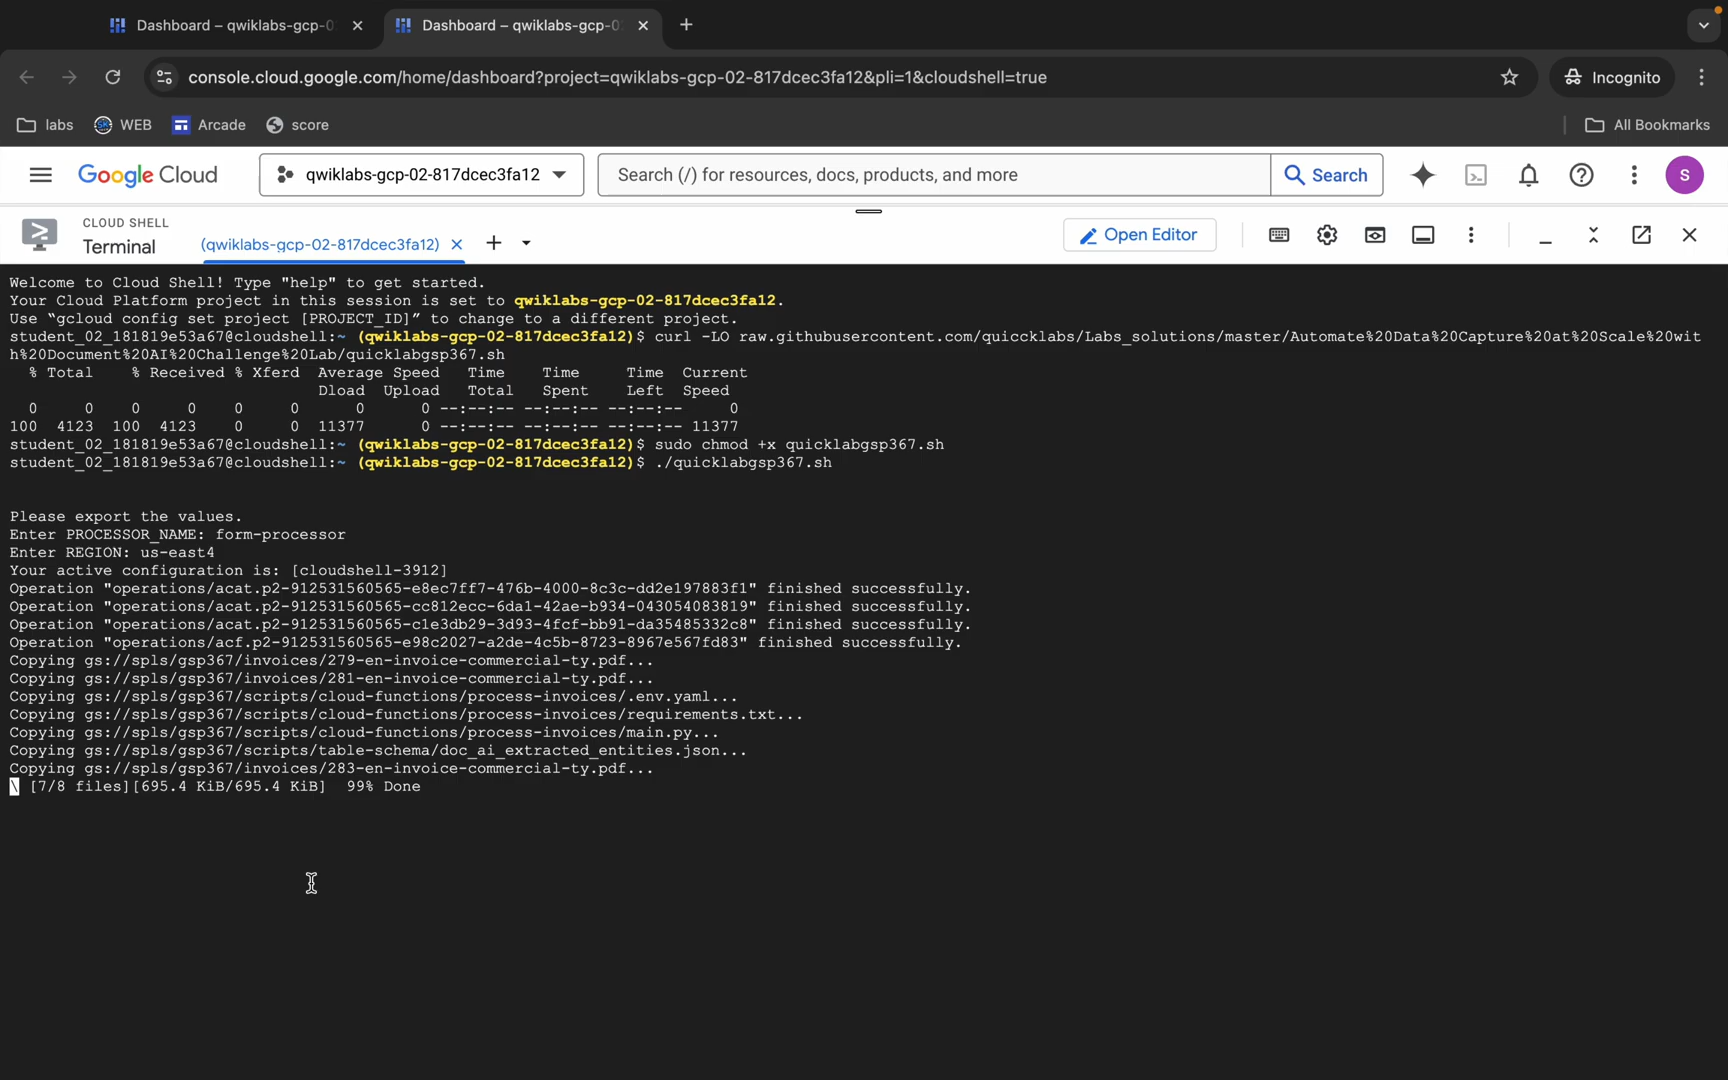 Dashboard – qwiklabs-gcp-0
Dashboard – qwiklabs-gcp-0
console.cloud.google.com/home/dashboard?project=qwiklabs-gcp-02-817dcec3fa12&pli=1&cloudshell=true
Incognito
labs
WEB
Arcade
score
All Bookmarks
Google Cloud
qwiklabs-gcp-02-817dcec3fa12
Search (/) for resources, docs, products, and more
Search
S
CLOUD SHELL
Terminal
(qwiklabs-gcp-02-817dcec3fa12)
Open Editor
Welcome to Cloud Shell! Type "help" to get started.
Your Cloud Platform project in this session is set to qwiklabs-gcp-02-817dcec3fa12.
Use “gcloud config set project [PROJECT_ID]” to change to a different project.
student_02_181819e53a67@cloudshell:~ (qwiklabs-gcp-02-817dcec3fa12)$ curl -LO raw.githubusercontent.com/quiccklabs/Labs_solutions/master/Automate%20Data%20Capture%20at%20Scale%20wit
h%20Document%20AI%20Challenge%20Lab/quicklabgsp367.sh
% Total % Received % Xferd Average Speed Time Time Time Current
Dload Upload Total Spent Left Speed
0 0 0 0 0 0 0 0 --:--:-- --:--:-- --:--:-- 0
100 4123 100 4123 0 0 11377 0 --:--:-- --:--:-- --:--:-- 11377
student_02_181819e53a67@cloudshell:~ (qwiklabs-gcp-02-817dcec3fa12)$ sudo chmod +x quicklabgsp367.sh
student_02_181819e53a67@cloudshell:~ (qwiklabs-gcp-02-817dcec3fa12)$ ./quicklabgsp367.sh
Please export the values.
Enter PROCESSOR_NAME: form-processor
Enter REGION: us-east4
Your active configuration is: [cloudshell-3912]
Operation "operations/acat.p2-912531560565-e8ec7ff7-476b-4000-8c3c-dd2e197883f1" finished successfully.
Operation "operations/acat.p2-912531560565-cc812ecc-6da1-42ae-b934-043054083819" finished successfully.
Operation "operations/acat.p2-912531560565-c1e3db29-3d93-4fcf-bb91-da35485332c8" finished successfully.
Operation "operations/acf.p2-912531560565-e98c2027-a2de-4c5b-8723-8967e567fd83" finished successfully.
Copying gs://spls/gsp367/invoices/279-en-invoice-commercial-ty.pdf...
Copying gs://spls/gsp367/invoices/281-en-invoice-commercial-ty.pdf...
Copying gs://spls/gsp367/scripts/cloud-functions/process-invoices/.env.yaml...
Copying gs://spls/gsp367/scripts/cloud-functions/process-invoices/requirements.txt...
Copying gs://spls/gsp367/scripts/cloud-functions/process-invoices/main.py...
Copying gs://spls/gsp367/scripts/table-schema/doc_ai_extracted_entities.json...
Copying gs://spls/gsp367/invoices/283-en-invoice-commercial-ty.pdf...
\ [7/8 files][695.4 KiB/695.4 KiB] 99% Done